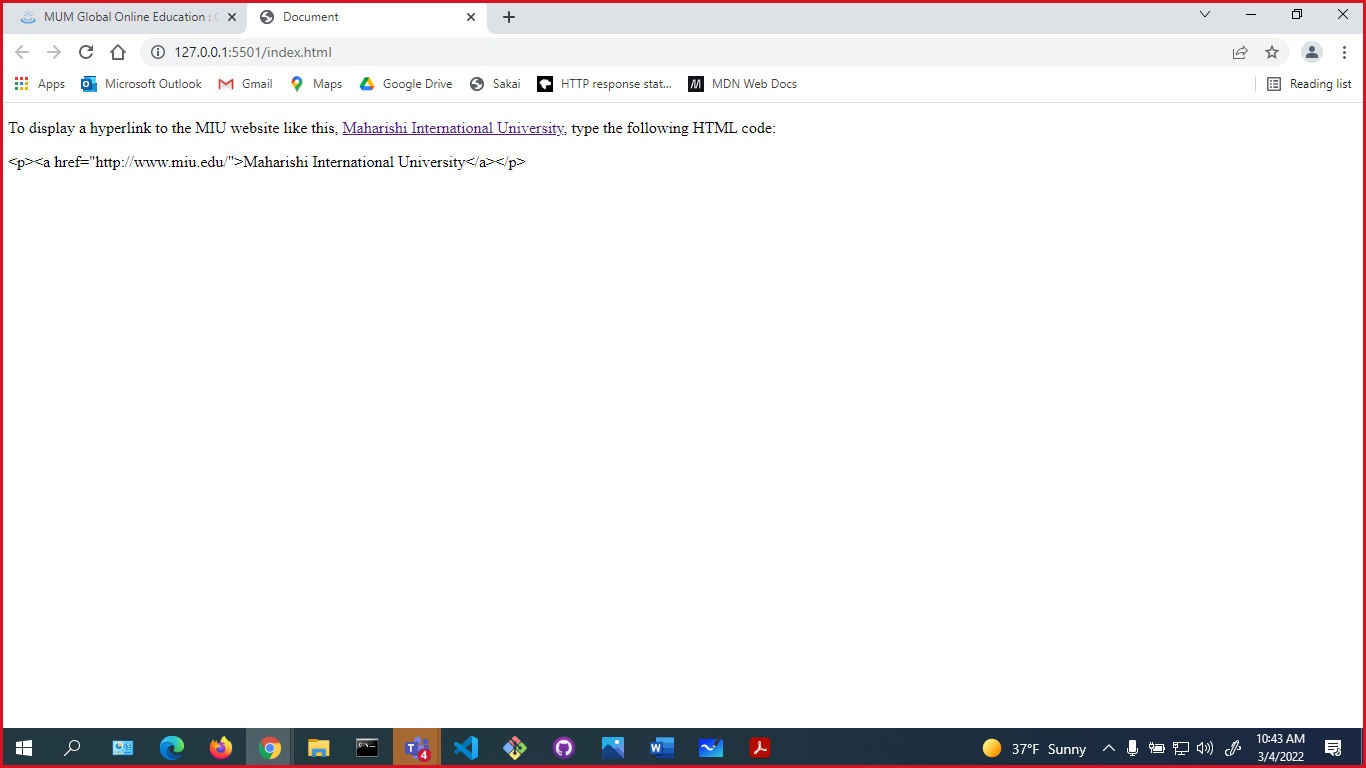 MUM Global Online Education :
Document
127.0.0.1:5501/index.html
Apps
Microsoft Outlook
Gmail
Maps
Google Drive
Sakai
HTTP response stat...
MDN Web Docs
Reading list
To display a hyperlink to the MIU website like this, Maharishi International University, type the following HTML code:
<p><a href="http://www.miu.edu/">Maharishi International University</a></p>
4
37°F Sunny
10:43 AM
3/4/2022